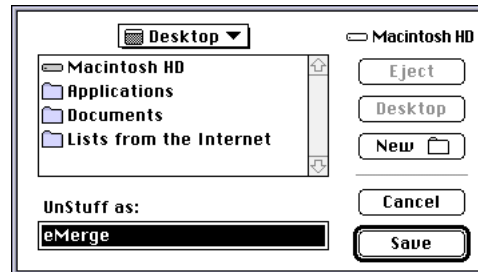 Desktop
Macintosh HD
Macintosh HD
Applications
Documents
Lists from the Internet
Eject
Desktop
New
UnStuff as:
eMerge
Cancel
Save